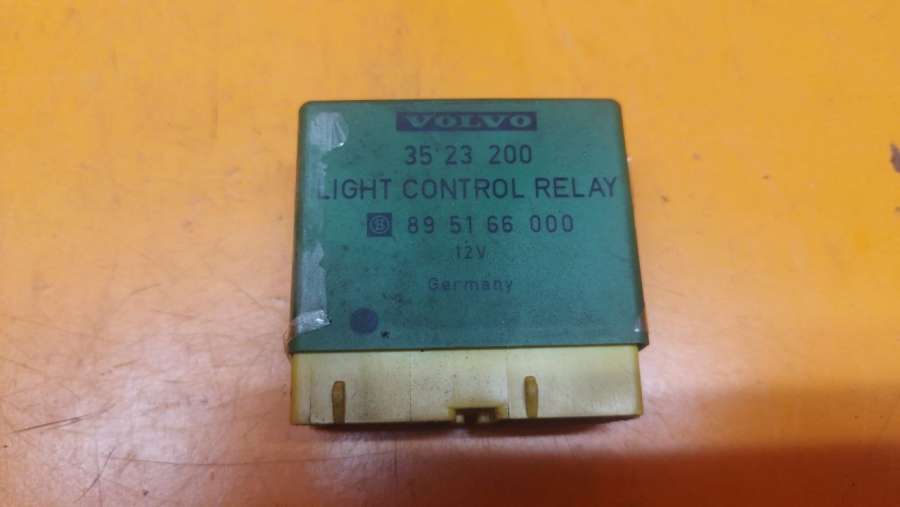 VOLVO
35 23 200
LIGHT CONTROL RELAY
89 51 66 000
12V
Germany